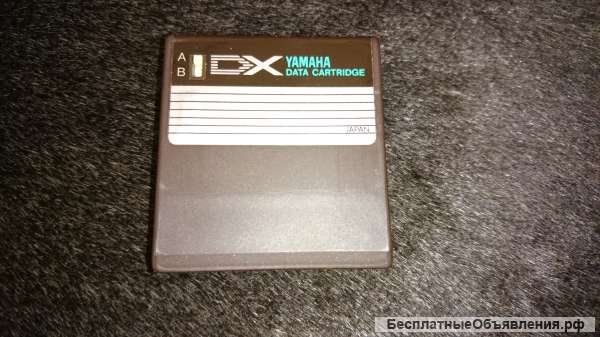 A
B
DX YAMAHA
DATA CARTRIDGE
JAPAN
БесплатныеОбъявления.рф